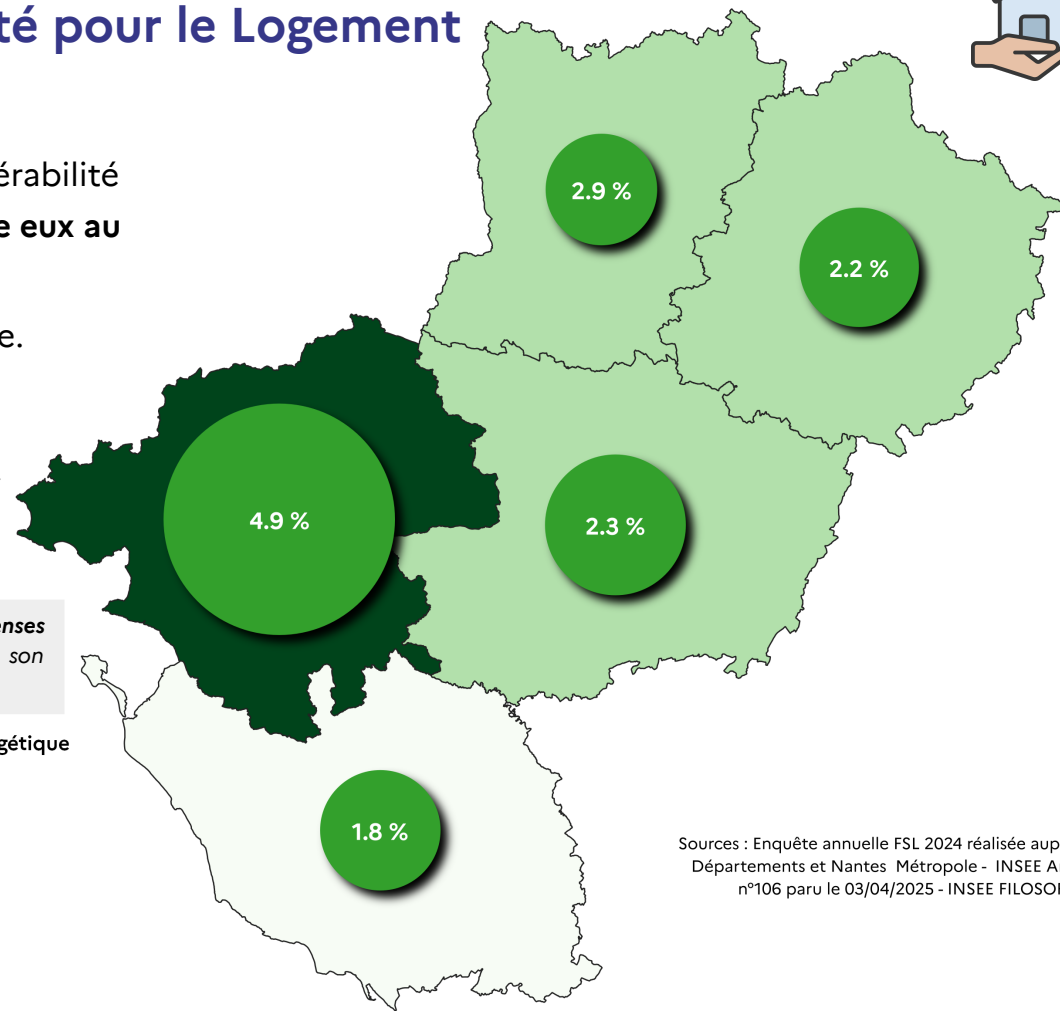 té pour le Logement
érabilité
e eux au
e.
enses
son
gétique
2.9 %
2.2 %
4.9 %
2.3 %
1.8 %
Sources : Enquête annuelle FSL 2024 réalisée aup
Départements et Nantes Métropole - INSEE A
n°106 paru le 03/04/2025 - INSEE FILOSO